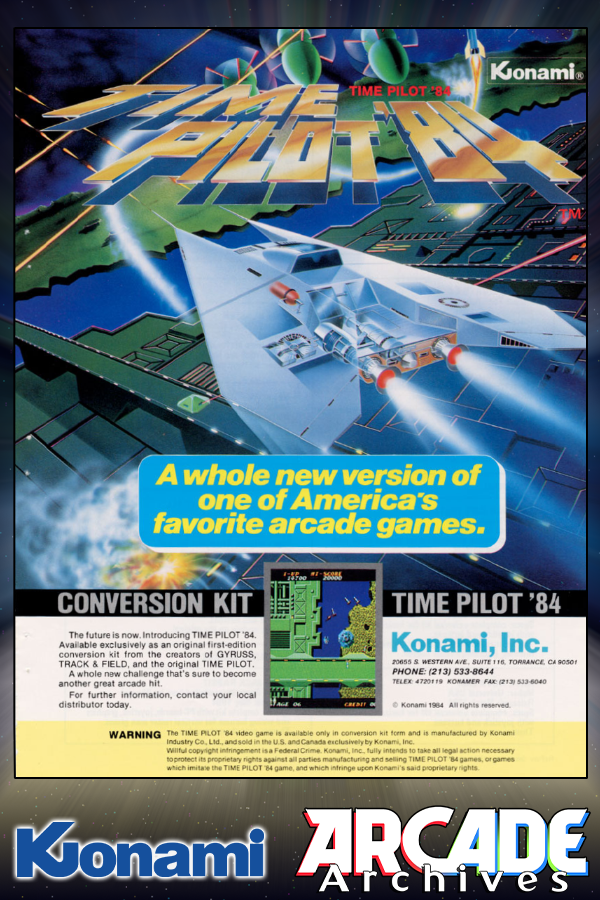 Konami®
TIME PILOT '84
TIME
PILOT '84
TM
A whole new version of
one of America's
favorite arcade games.
CONVERSION KIT
TIME PILOT '84
1-UP HI-SCORE
20000
The future is now. Introducing TIME PILOT '84.
Available exclusively as an original first-edition
conversion kit from the creators of GYRUSS,
TRACK & FIELD, and the original TIME PILOT.
A whole new challenge that's sure to become
another great arcade hit.
For further information, contact your local
distributor today.
Konami, Inc.
20655 S. WESTERN AVE., SUITE 116, TORRANCE, CA 90501
PHONE: (213) 533-8644
TELEX: 4720119 KONAMER FAX: (213) 533-6040
© Konami 1984 All rights reserved.
CREDIT
WARNING The TIME PILOT '84 video game is available only in conversion kit form and is manufactured by Konami
Industry Co., Ltd., and sold in the U.S. and Canada exclusively by Konami, Inc.
Willful copyright infringement is a Federal Crime. Konami, Inc., fully intends to take all legal action necessary
to protect its proprietary rights against all parties manufacturing and selling TIME PILOT '84 games, or games
which imitate the TIME PILOT '84 game, and which infringe upon Konami's said proprietary rights.
Konami
ARCADE
Archives